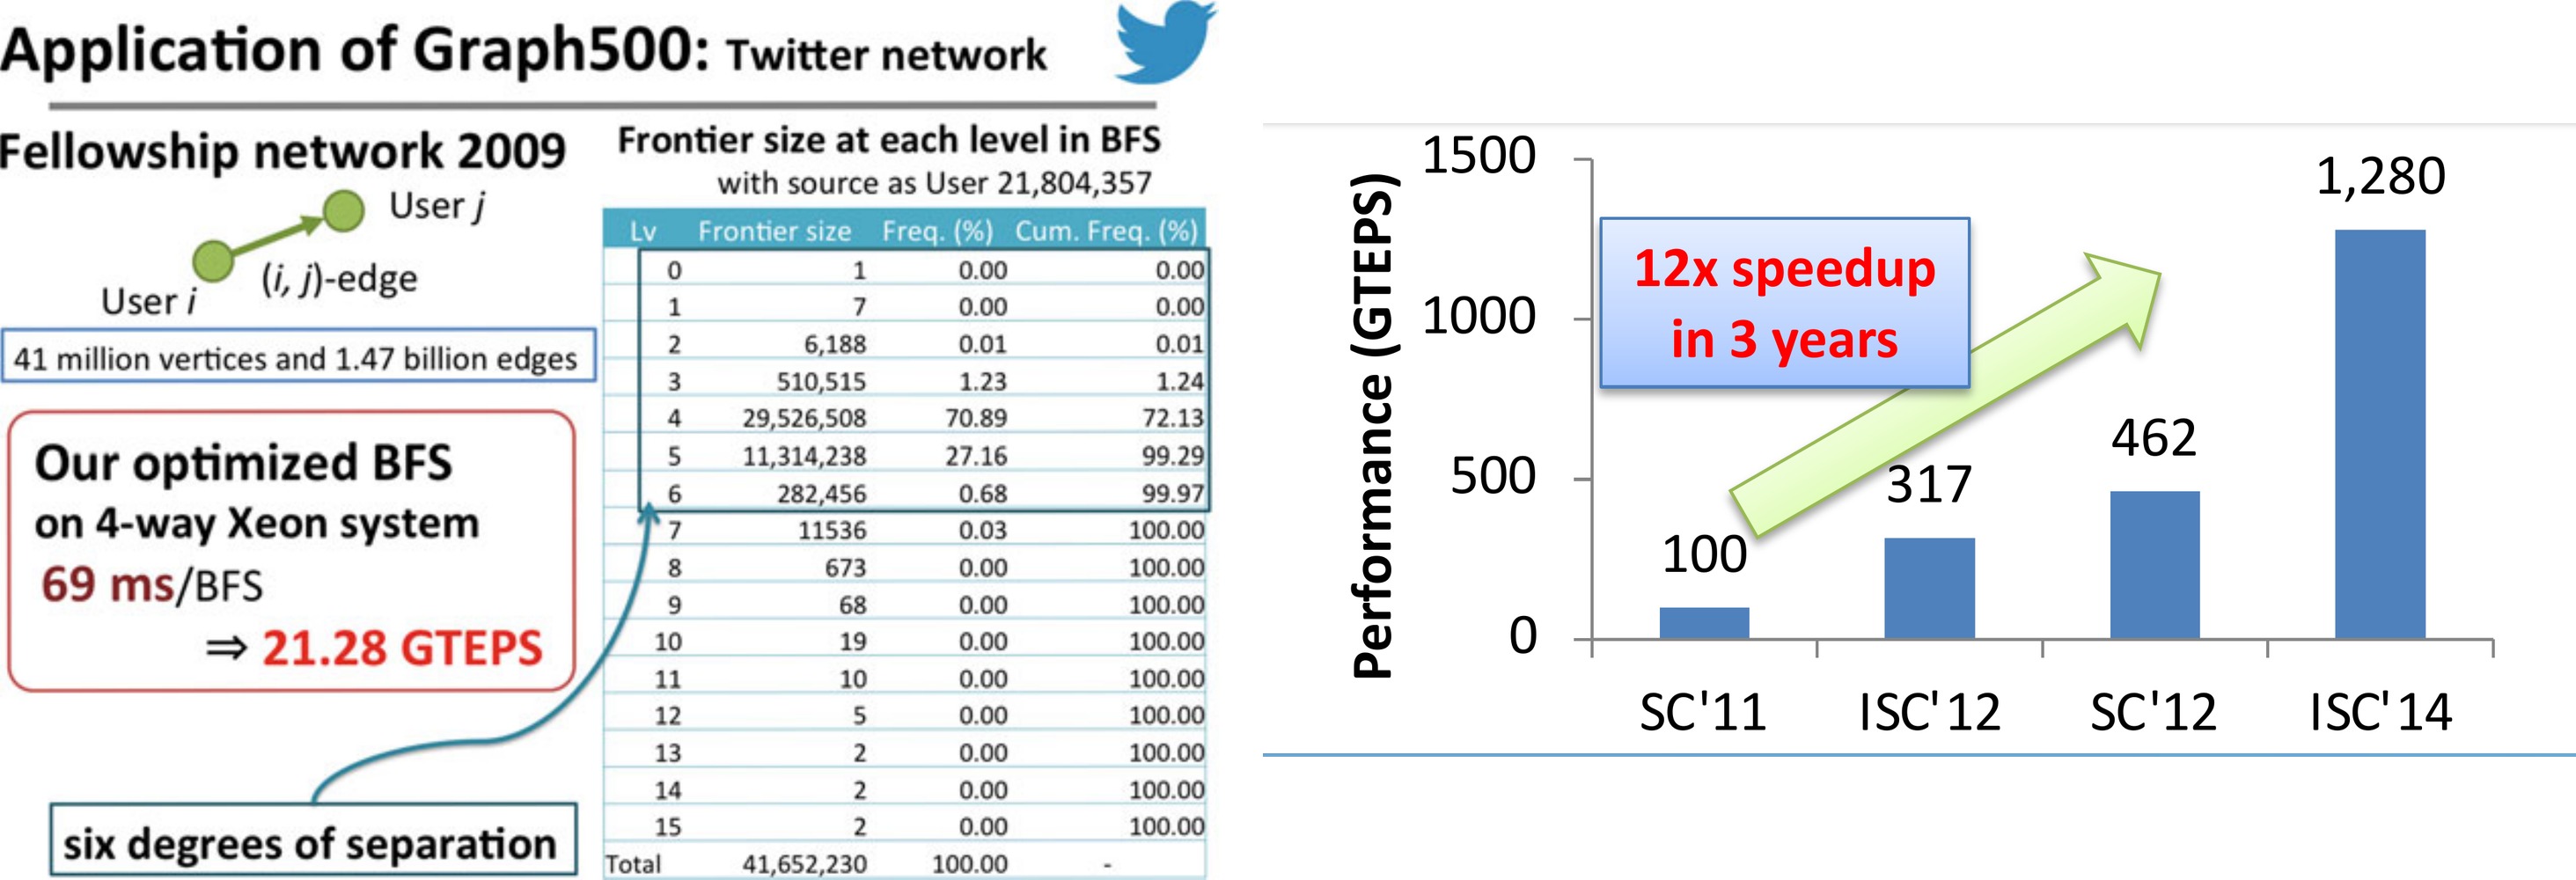 Application of Graph500: Twitter network
Fellowship network 2009
User j
(i, j)-edge
User i
41 million vertices and 1.47 billion edges
Our optimized BFS
on 4-way Xeon system
69 ms/BFS
⇒ 21.28 GTEPS
six degrees of separation
Frontier size at each level in BFS
with source as User 21,804,357
Lv Frontier size Freq. (%) Cum. Freq. (%)
0 1 0.00 0.00
1 7 0.00 0.00
2 6,188 0.01 0.01
3 510,515 1.23 1.24
4 29,526,508 70.89 72.13
5 11,314,238 27.16 99.29
6 282,456 0.68 99.97
7 11536 0.03 100.00
8 673 0.00 100.00
9 68 0.00 100.00
10 19 0.00 100.00
11 10 0.00 100.00
12 5 0.00 100.00
13 2 0.00 100.00
14 2 0.00 100.00
15 2 0.00 100.00
Total 41,652,230 100.00 -
Performance (GTEPS)
1500
1000
500
0
12x speedup
in 3 years
100
317
462
1,280
SC'11 ISC'12 SC'12 ISC'14